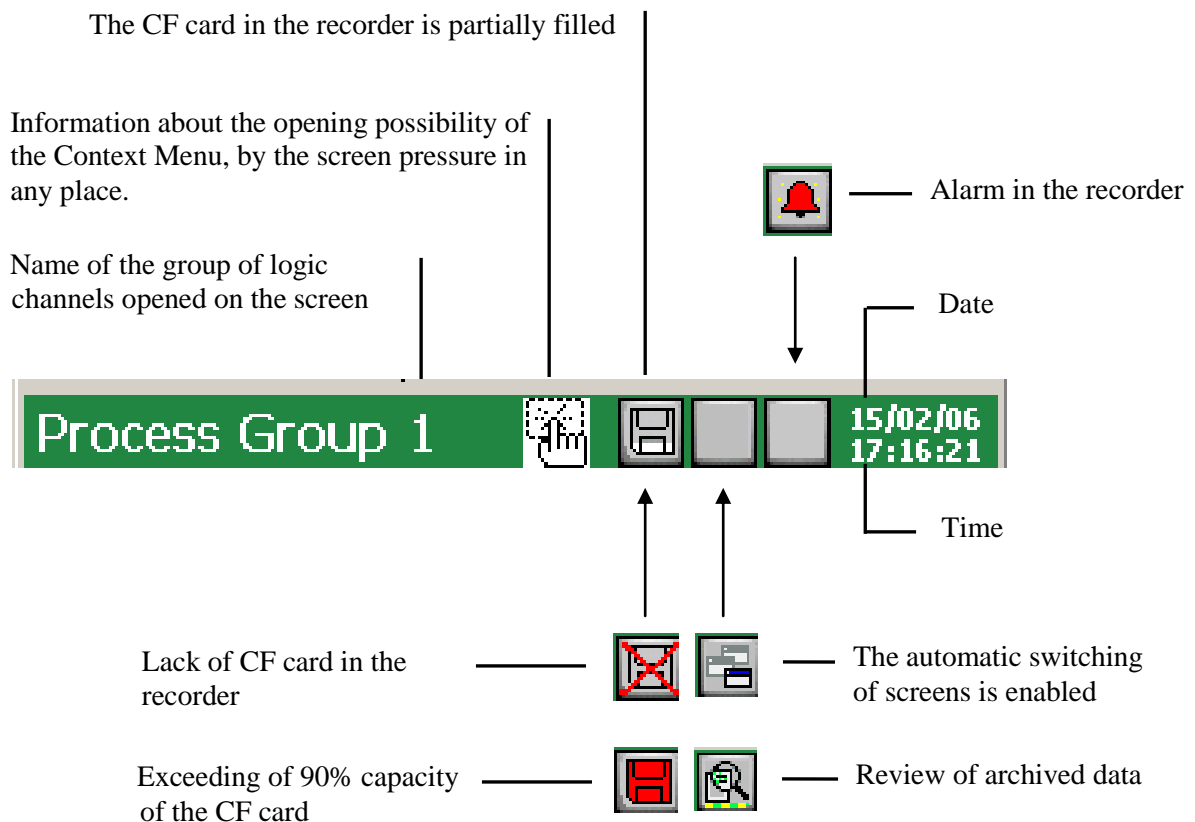 The CF card in the recorder is partially filled
Information about the opening possibility of
the Context Menu, by the screen pressure in
any place.
Alarm in the recorder
Name of the group of logic
channels opened on the screen
Date
Process Group 1
15/02/06
17:16:21
Time
Lack of CF card in the
recorder
The automatic switching
of screens is enabled
Exceeding of 90% capacity
of the CF card
Review of archived data